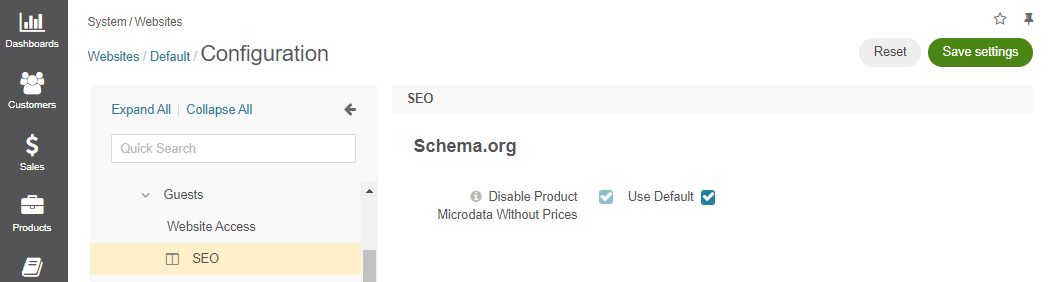 Dashboards
Customers
Sales
Products
System / Websites
Websites / Default / Configuration
Reset
Save settings
Expand All
Collapse All
Quick Search
Guests
Website Access
SEO
SEO
Schema.org
Disable Product
Microdata Without Prices
Use Default